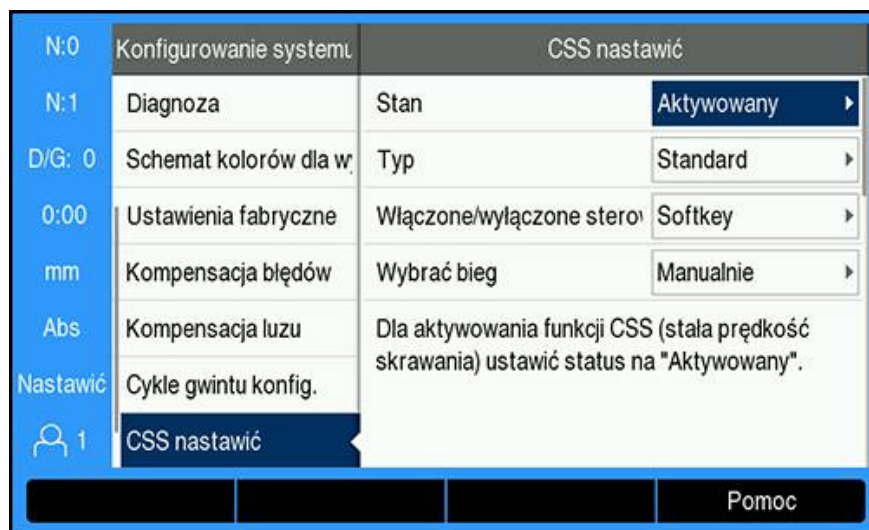 N:0
Konfigurowanie systemu
CSS nastawić
N:1
Diagnoza
Stan
Aktywowany
D/G: 0
Schemat kolorów dla
Typ
Standard
0:00
Ustawienia fabryczne
Włączone/wyłączone
Softkey
mm
Kompensacja błędów
Wybrać bieg
Manualnie
Abs
Kompensacja luzu
Dla aktywowania funkcji CSS (stała prędkość
skrawania) ustawić status na "Aktywowany".
Nastawić
Cykle gwintu konfig.
1
CSS nastawić
Pomoc